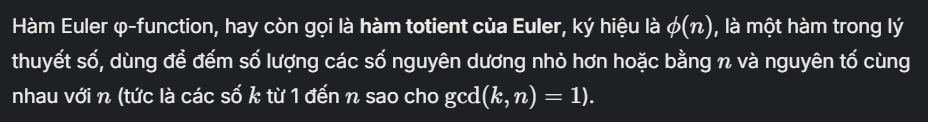 Hàm Euler φ-function, hay còn gọi là hàm totient của Euler, ký hiệu là ϕ(n), là một hàm trong lý
thuyết số, dùng để đếm số lượng các số nguyên dương nhỏ hơn hoặc bằng n và nguyên tố cùng
nhau với n (tức là các số k từ 1 đến n sao cho gcd(k, n) = 1).